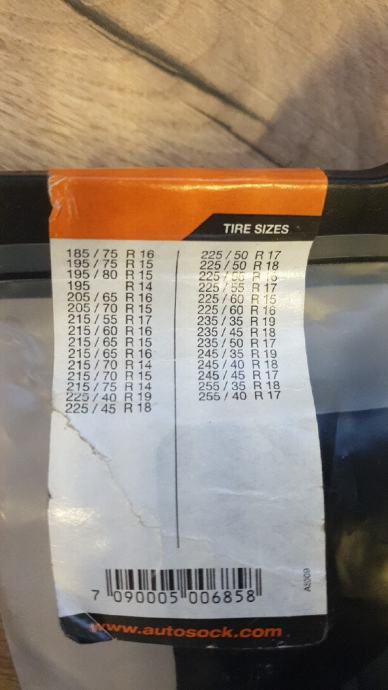 TIRE SIZES
185 / 75 R 16
195 / 75 R 15
195 / 80 R 15
195 R 14
205 / 65 R 16
205 / 70 R 15
215 / 55 R 17
215 / 60 R 16
215 / 65 R 15
215 / 65 R 16
215 / 70 R 14
215 / 70 R 15
215 / 75 R 14
225 / 40 R 19
225 / 45 R 18
225 / 50 R 17
225 / 50 R 18
225 / 55 R 16
225 / 55 R 17
225 / 60 R 15
225 / 60 R 16
235 / 35 R 19
235 / 45 R 18
235 / 50 R 17
245 / 35 R 19
245 / 40 R 18
245 / 45 R 17
255 / 35 R 18
255 / 40 R 17
7 090005 006858
www.autosock.com